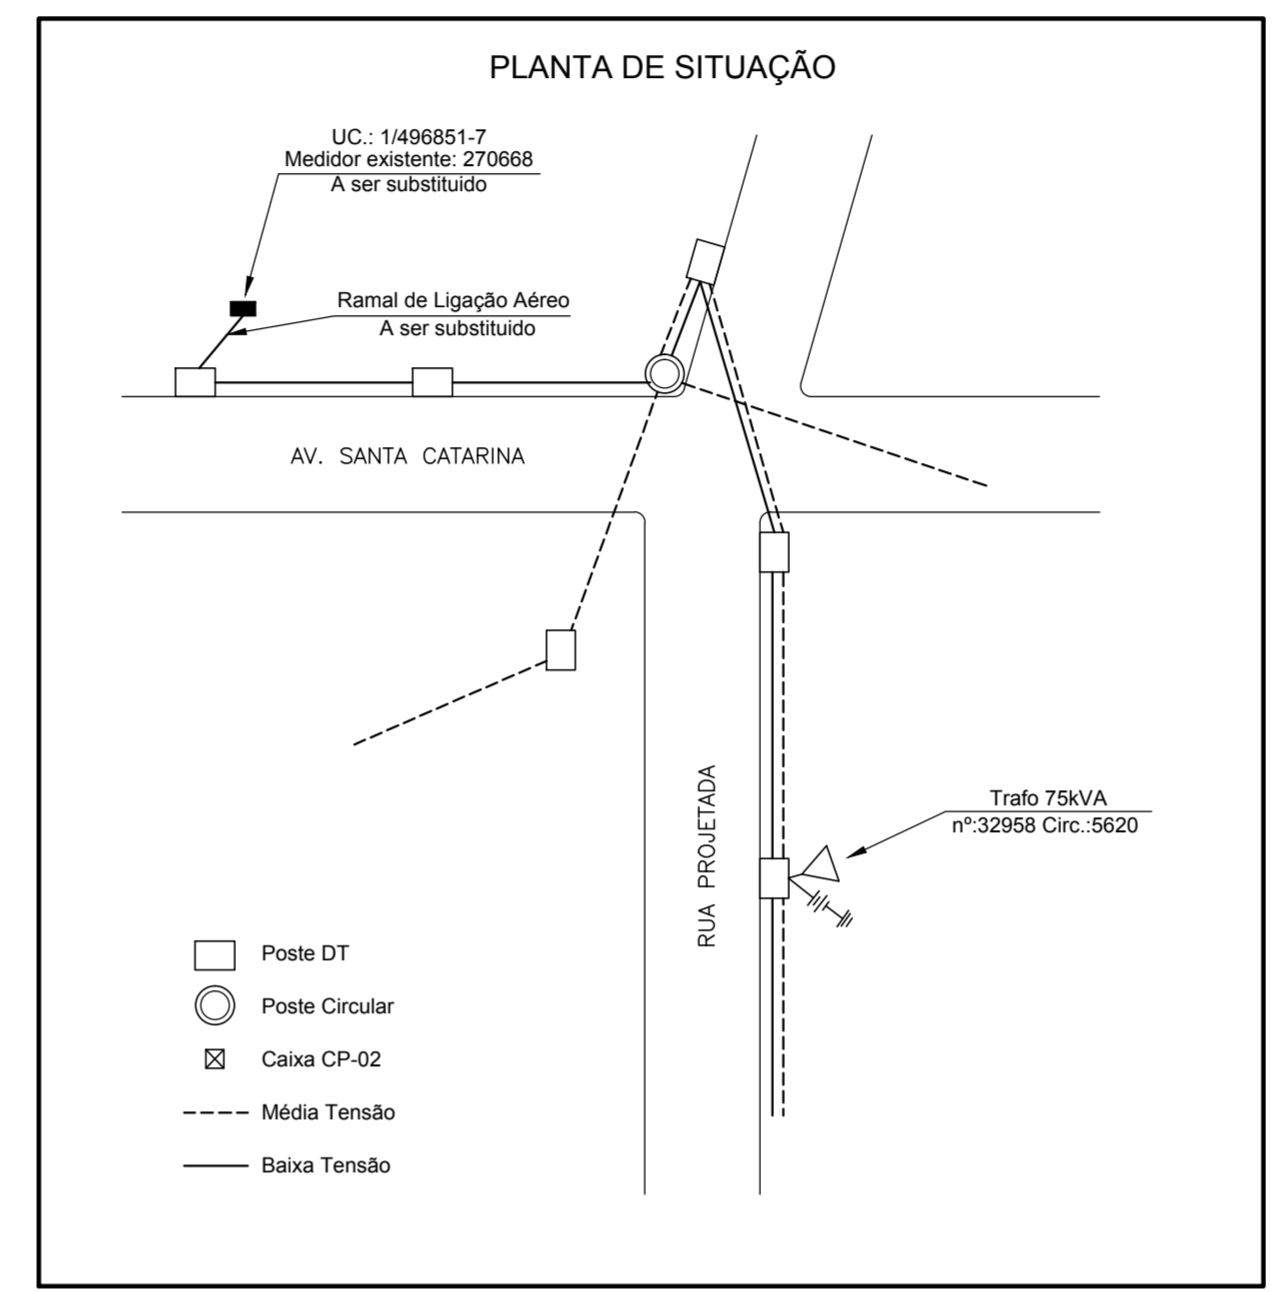 PLANTA DE SITUAÇÃO
UC.: 1/496851-7
Medidor existente: 270668
A ser substituido
Ramal de Ligação Aéreo
A ser substituido
AV. SANTA CATARINA
RUA PROJETADA
Trafo 75kVA
nº:32958 Circ.:5620
Poste DT
Poste Circular
Caixa CP-02
Média Tensão
Baixa Tensão